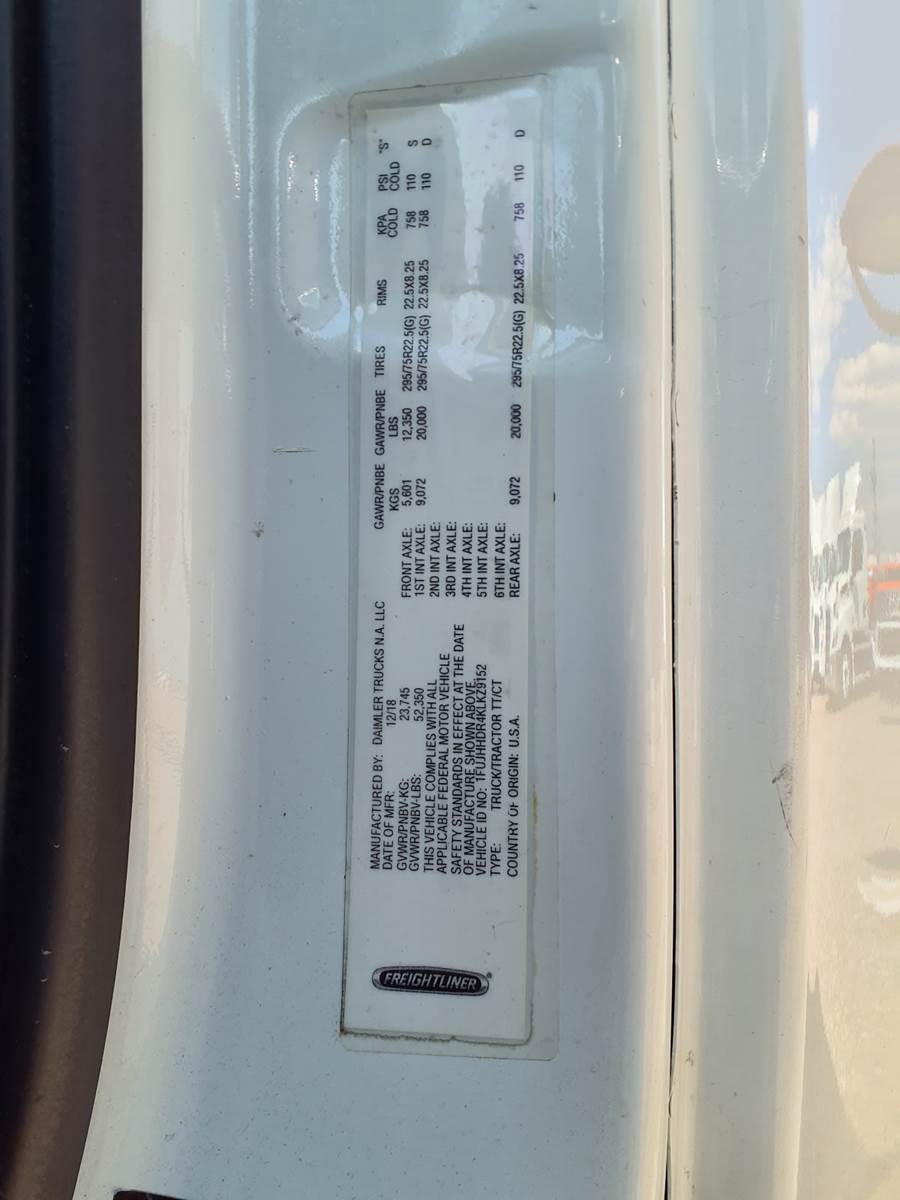 FREIGHTLINER®
MANUFACTURED BY: DAIMLER TRUCKS N.A. LLC
DATE OF MFR: 12/18
GVWR/PNBV-KG: 23,745
GVWR/PNBV-LBS: 52,350
THIS VEHICLE COMPLIES WITH ALL
APPLICABLE FEDERAL MOTOR VEHICLE
SAFETY STANDARDS IN EFFECT AT THE DATE
OF MANUFACTURE SHOWN ABOVE.
VEHICLE ID NO: 1FUJHHDR4KLKZ9152
TYPE: TRUCK/TRACTOR TT/CT
COUNTRY OF ORIGIN: U.S.A.
GAWR/PNBE GAWR/PNBE TIRES RIMS KPA PSI "S"
KGS LBS COLD COLD
FRONT AXLE: 5,601 12,350 295/75R22.5(G) 22.5X8.25 758 110 S
1ST INT AXLE: 9,072 20,000 295/75R22.5(G) 22.5X8.25 758 110 D
2ND INT AXLE:
3RD INT AXLE:
4TH INT AXLE:
5TH INT AXLE:
6TH INT AXLE:
REAR AXLE: 9,072 20,000 295/75R22.5(G) 22.5X8.25 758 110 D